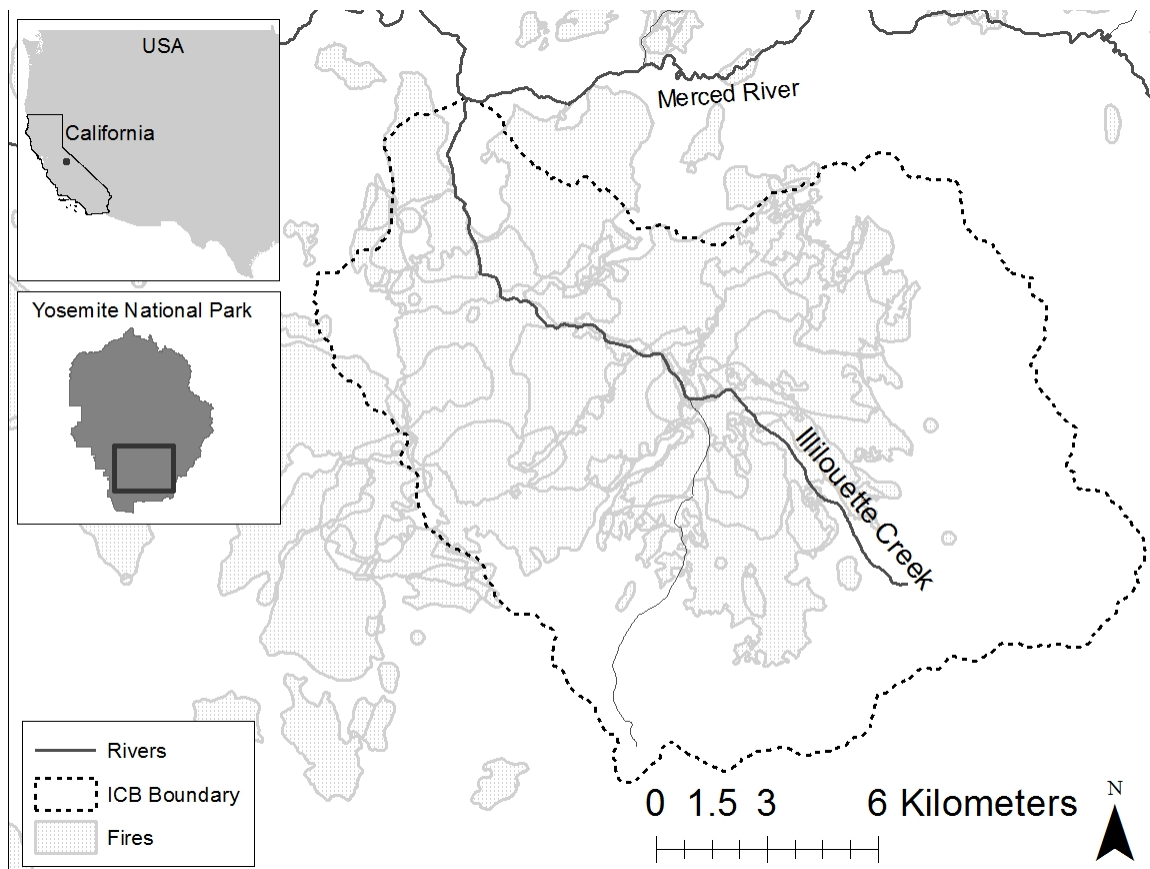 USA
California
Merced River
Yosemite National Park
Illilouette Creek
Rivers
ICB Boundary
Fires
0 1.5 3 6 Kilometers
N